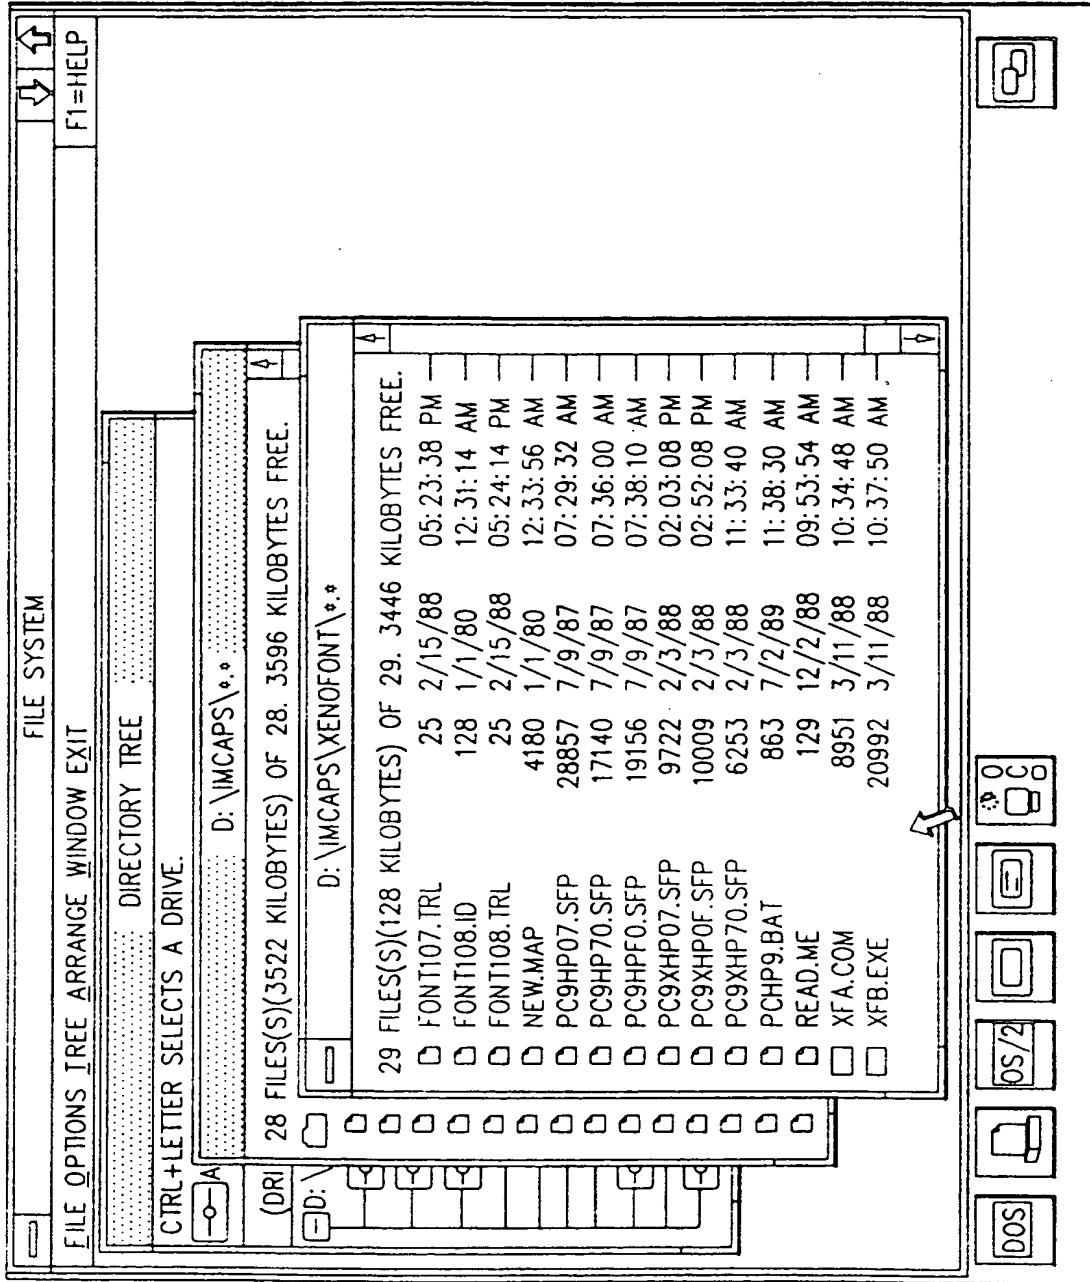 FILE SYSTEM
FILE OPTIONS TREE ARRANGE WINDOW EXIT F1=HELP
DIRECTORY TREE
CTRL+LETTER SELECTS A DRIVE.
A
(DRI
D:\
D: \IMCAPS\*.*
28 FILES(S)(3522 KILOBYTES) OF 28. 3596 KILOBYTES FREE.
D: \IMCAPS\XENOFONT\*.*
29 FILES(S)(128 KILOBYTES) OF 29. 3446 KILOBYTES FREE.
FONT107.TRL 25 2/15/88 05:23:38 PM
FONT108.ID 128 1/1/80 12:31:14 AM
FONT108.TRL 25 2/15/88 05:24:14 PM
NEW.MAP 4180 1/1/80 12:33:56 AM
PC9HP07.SFP 28857 7/9/87 07:29:32 AM
PC9HP70.SFP 17140 7/9/87 07:36:00 AM
PC9HPF0.SFP 19156 7/9/87 07:38:10 AM
PC9XHP07.SFP 9722 2/3/88 02:03:08 PM
PC9XHP0F.SFP 10009 2/3/88 02:52:08 PM
PC9XHP70.SFP 6253 2/3/88 11:33:40 AM
PCHP9.BAT 863 7/2/89 11:38:30 AM
READ.ME 129 12/2/88 09:53:54 AM
XFA.COM 8951 3/11/88 10:34:48 AM
XFB.EXE 20992 3/11/88 10:37:50 AM
DOS
OS/2